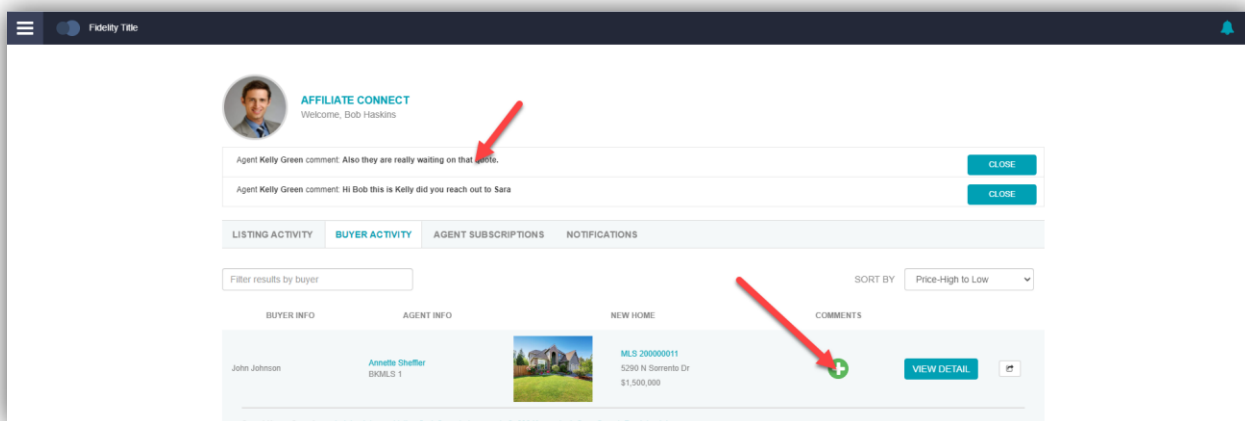 Fidelity Title
AFFILIATE CONNECT
Welcome, Bob Haskins
Agent Kelly Green comment: Also they are really waiting on that quote.
CLOSE
Agent Kelly Green comment: Hi Bob this is Kelly did you reach out to Sara
CLOSE
LISTING ACTIVITY BUYER ACTIVITY AGENT SUBSCRIPTIONS NOTIFICATIONS
Filter results by buyer
SORT BY Price-High to Low
BUYER INFO AGENT INFO NEW HOME COMMENTS
John Johnson
Annette Sheffler
BKMLS 1
MLS 200000011
5290 N Sorrento Dr
$1,500,000
VIEW DETAIL